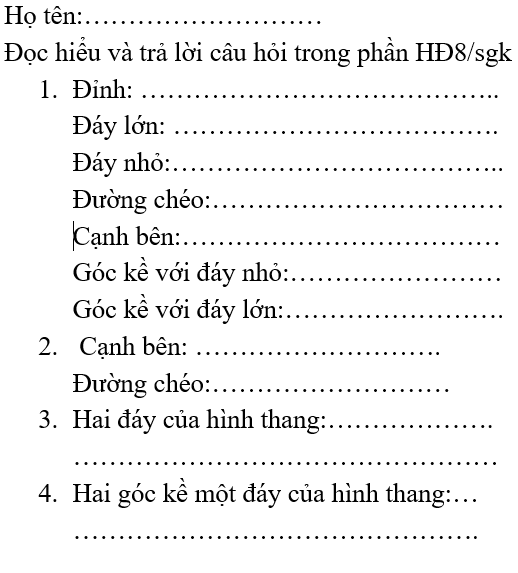 Họ tên:………………………
Đọc hiểu và trả lời câu hỏi trong phần HĐ8/sgk
1. Đỉnh: …………………………………..
Đáy lớn: ……………………………….
Đáy nhỏ:………………………………..
Đường chéo:……………………………
Cạnh bên:………………………………
Góc kề với đáy nhỏ:……………………
Góc kề với đáy lớn:…………………….
2. Cạnh bên: ……………………….
Đường chéo:………………………
3. Hai đáy của hình thang:……………….
…………………………………………
4. Hai góc kề một đáy của hình thang:…
……………………………………….